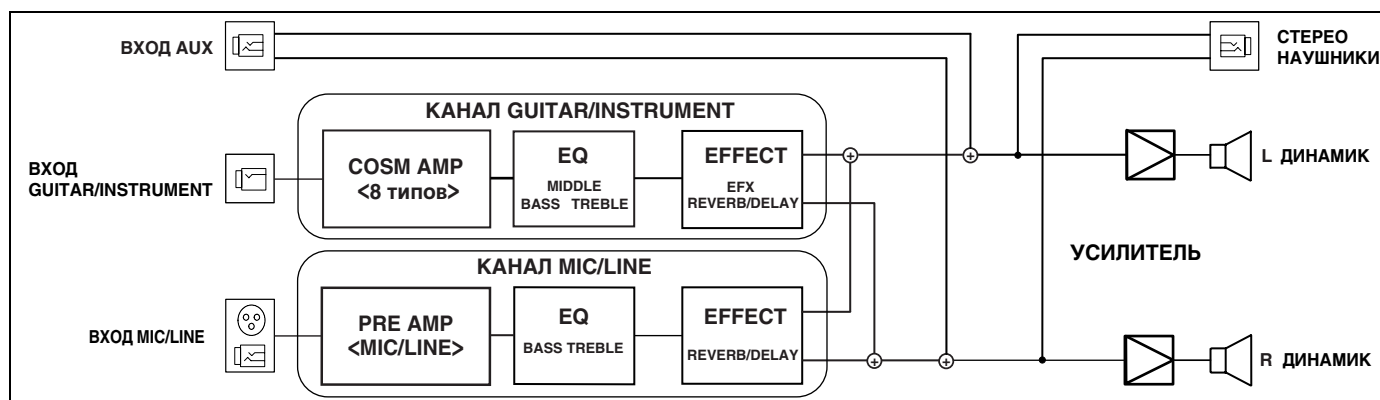 ВХОД AUX
СТЕРЕО
НАУШНИКИ
КАНАЛ GUITAR/INSTRUMENT
ВХОД
GUITAR/INSTRUMENT
COSM AMP
<8 типов>
EQ
MIDDLE
BASS TREBLE
EFFECT
EFX
REVERB/DELAY
L ДИНАМИК
УСИЛИТЕЛЬ
КАНАЛ MIC/LINE
ВХОД MIC/LINE
PRE AMP
<MIC/LINE>
EQ
BASS TREBLE
EFFECT
REVERB/DELAY
R ДИНАМИК